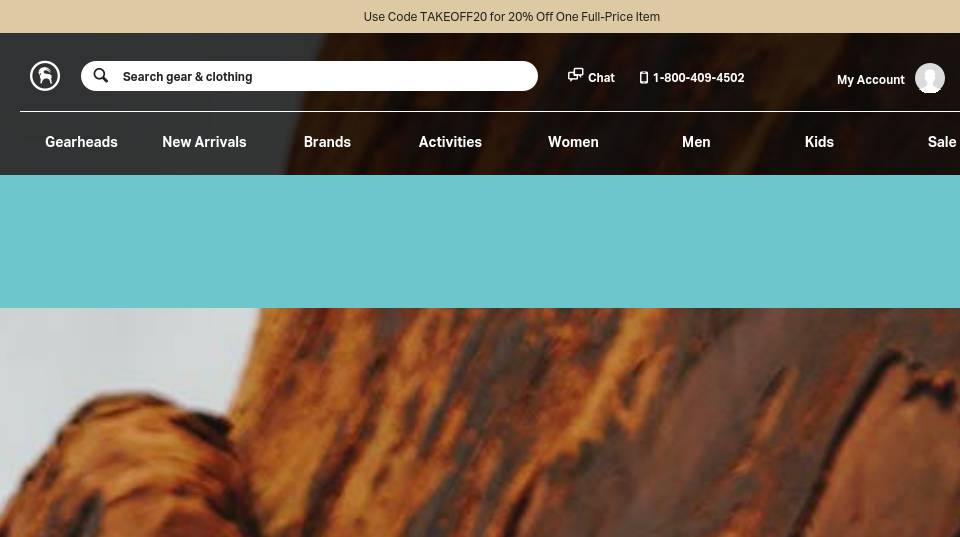 Use Code TAKEOFF20 for 20% Off One Full-Price Item
Search gear & clothing
Chat
1-800-409-4502
My Account
Gearheads
New Arrivals
Brands
Activities
Women
Men
Kids
Sale